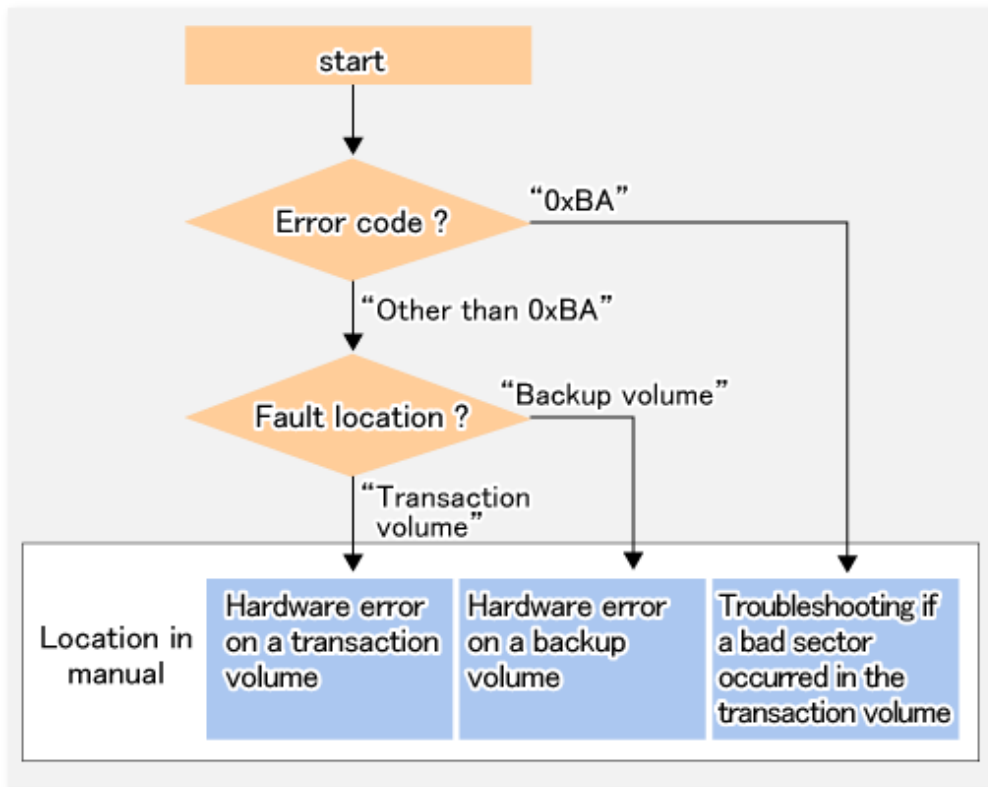 start
Error code ?
“0xBA”
“Other than 0xBA”
Fault location ?
“Backup volume”
“Transaction
volume”
Location in
manual
Hardware error
on a transaction
volume
Hardware error
on a backup
volume
Troubleshooting if
a bad sector
occurred in the
transaction volume